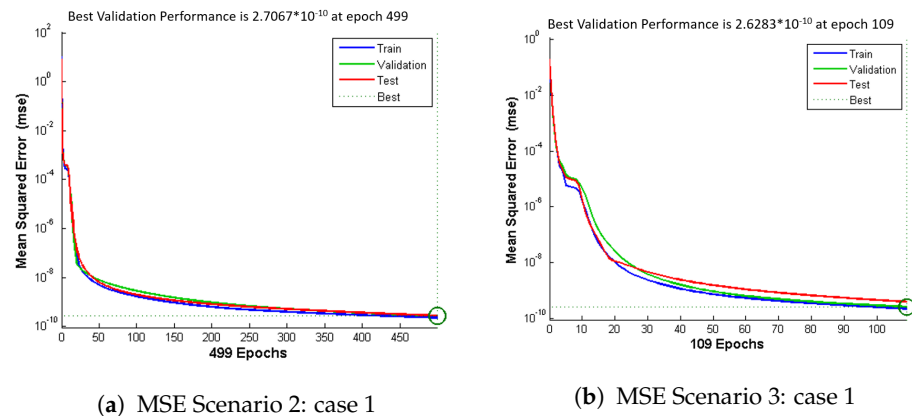 Best Validation Performance is 2.7067*10⁻¹⁰ at epoch 499
Mean Squared Error (mse)
10²
10⁰
10⁻²
10⁻⁴
10⁻⁶
10⁻⁸
10⁻¹⁰
Train
Validation
Test
Best
0 50 100 150 200 250 300 350 400 450
499 Epochs
(a) MSE Scenario 2: case 1
Best Validation Performance is 2.6283*10⁻¹⁰ at epoch 109
Mean Squared Error (mse)
10⁰
10⁻²
10⁻⁴
10⁻⁶
10⁻⁸
10⁻¹⁰
Train
Validation
Test
Best
0 10 20 30 40 50 60 70 80 90 100
109 Epochs
(b) MSE Scenario 3: case 1